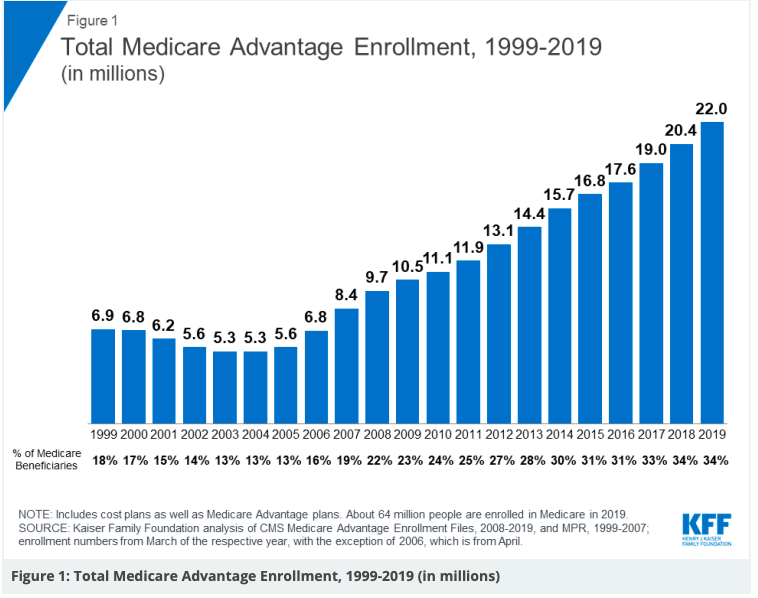 Figure 1
Total Medicare Advantage Enrollment, 1999-2019
(in millions)
6.9 6.8 6.2 5.6 5.3 5.3 5.6 6.8 8.4 9.7 10.5 11.1 11.9 13.1 14.4 15.7 16.8 17.6 19.0 20.4 22.0
1999 2000 2001 2002 2003 2004 2005 2006 2007 2008 2009 2010 2011 2012 2013 2014 2015 2016 2017 2018 2019
% of Medicare
Beneficiaries
18% 17% 15% 14% 13% 13% 13% 16% 19% 22% 23% 24% 25% 27% 28% 30% 31% 31% 33% 34% 34%
NOTE: Includes cost plans as well as Medicare Advantage plans. About 64 million people are enrolled in Medicare in 2019.
SOURCE: Kaiser Family Foundation analysis of CMS Medicare Advantage Enrollment Files, 2008-2019, and MPR, 1999-2007;
enrollment numbers from March of the respective year, with the exception of 2006, which is from April.
KFF
HENRY J KAISER
FAMILY FOUNDATION
Figure 1: Total Medicare Advantage Enrollment, 1999-2019 (in millions)